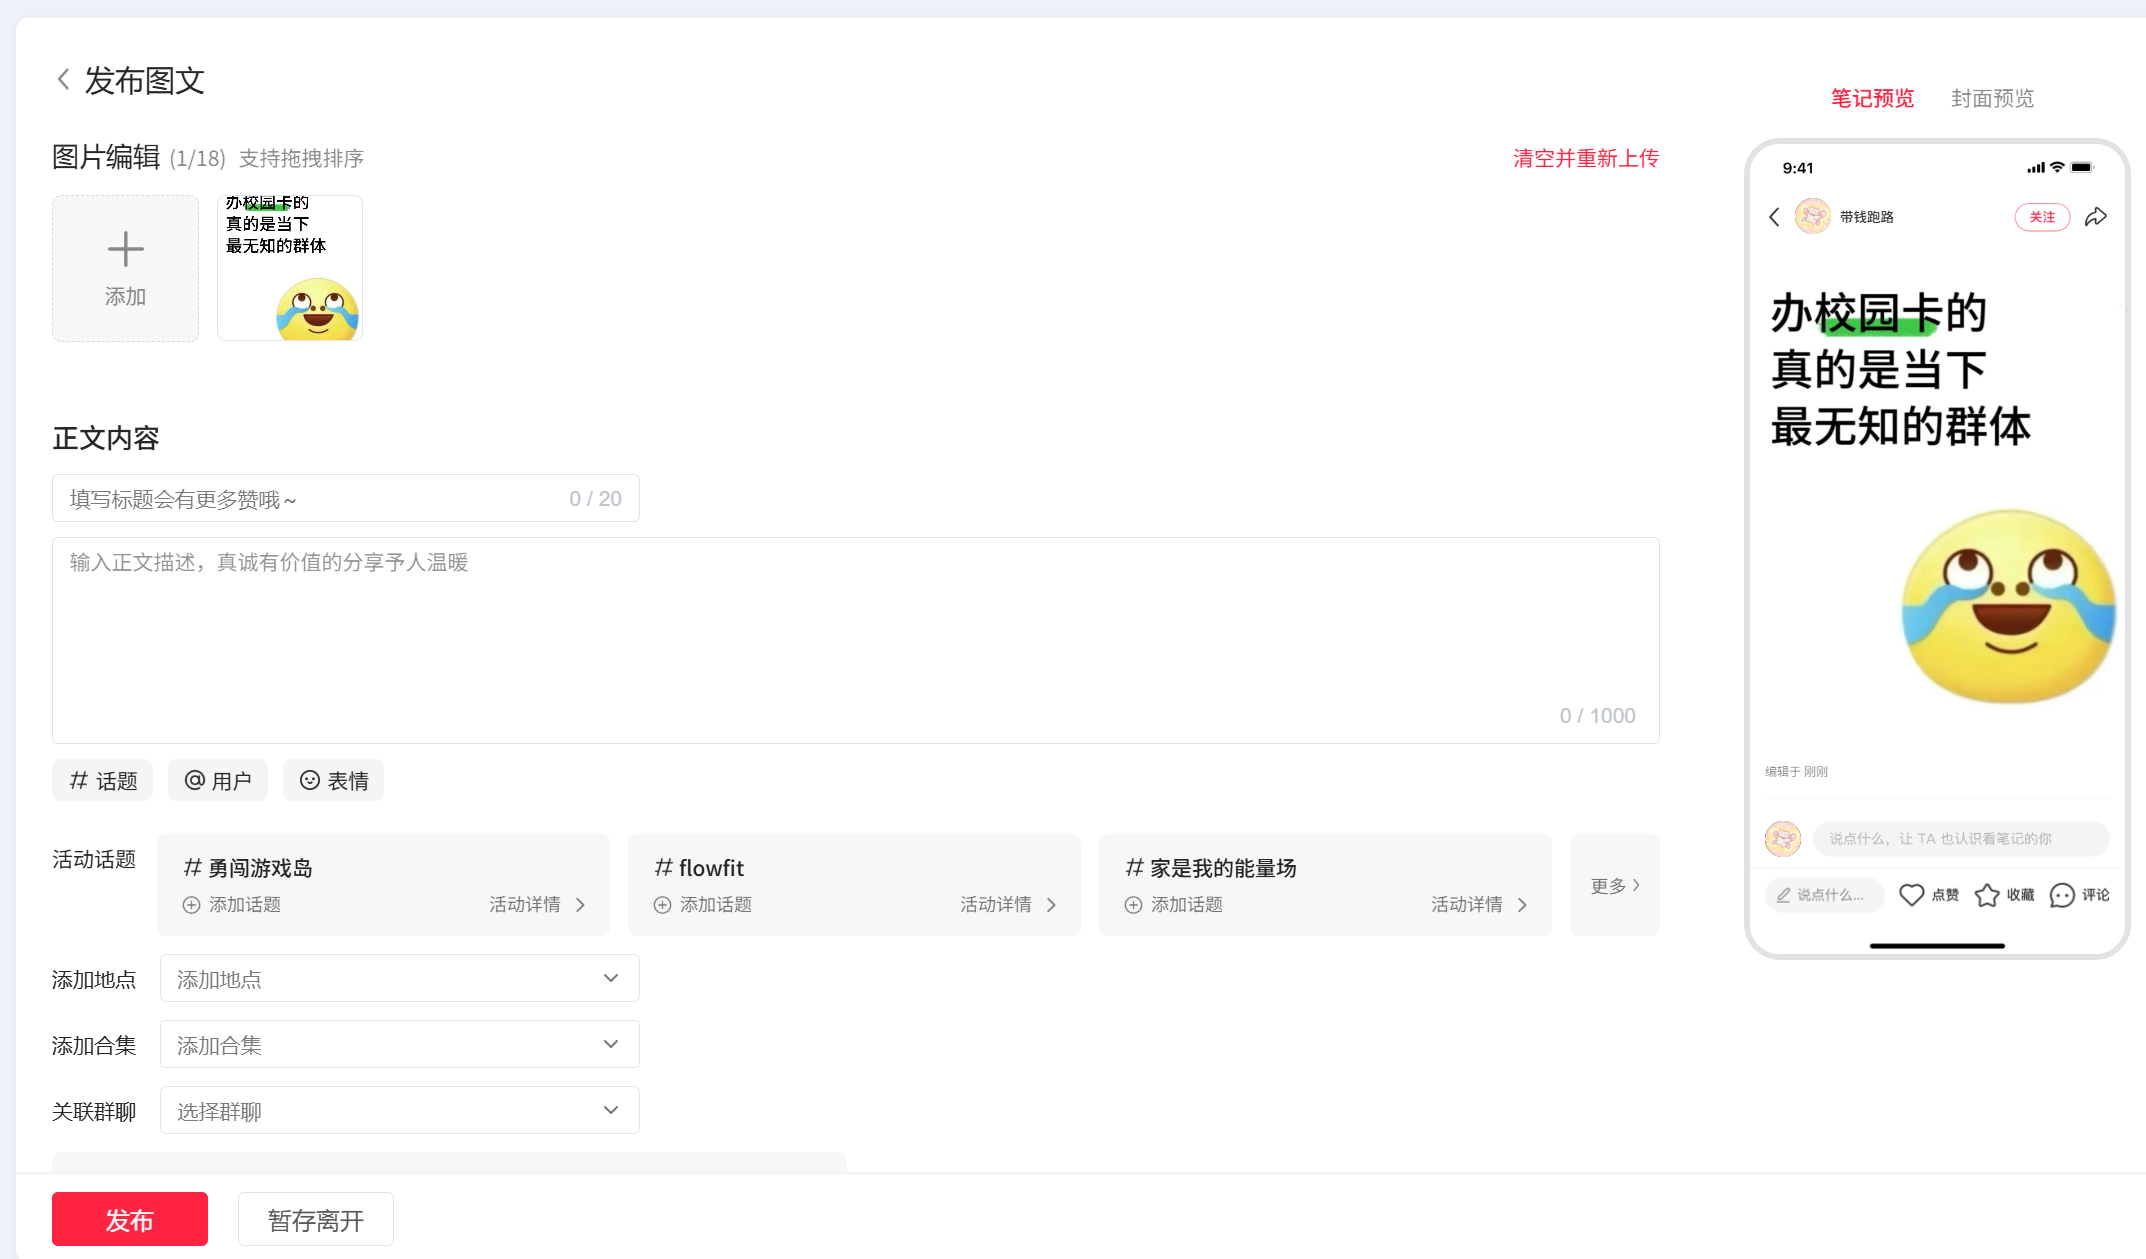 发布图文
笔记预览
封面预览
图片编辑 (1/18) 支持拖拽排序
清空并重新上传
添加
办校园卡的
真的是当下
最无知的群体
正文内容
填写标题会有更多赞哦~
0 / 20
输入正文描述，真诚有价值的分享予人温暖
0 / 1000
# 话题
@ 用户
表情
活动话题
# 勇闯游戏岛
添加话题
活动详情
# flowfit
添加话题
活动详情
# 家是我的能量场
添加话题
活动详情
更多
添加地点
添加地点
添加合集
添加合集
关联群聊
选择群聊
发布
暂存离开
9:41
带钱跑路
关注
办校园卡的
真的是当下
最无知的群体
编辑于 刚刚
说点什么，让 TA 也认识看笔记的你
说点什么...
点赞
收藏
评论